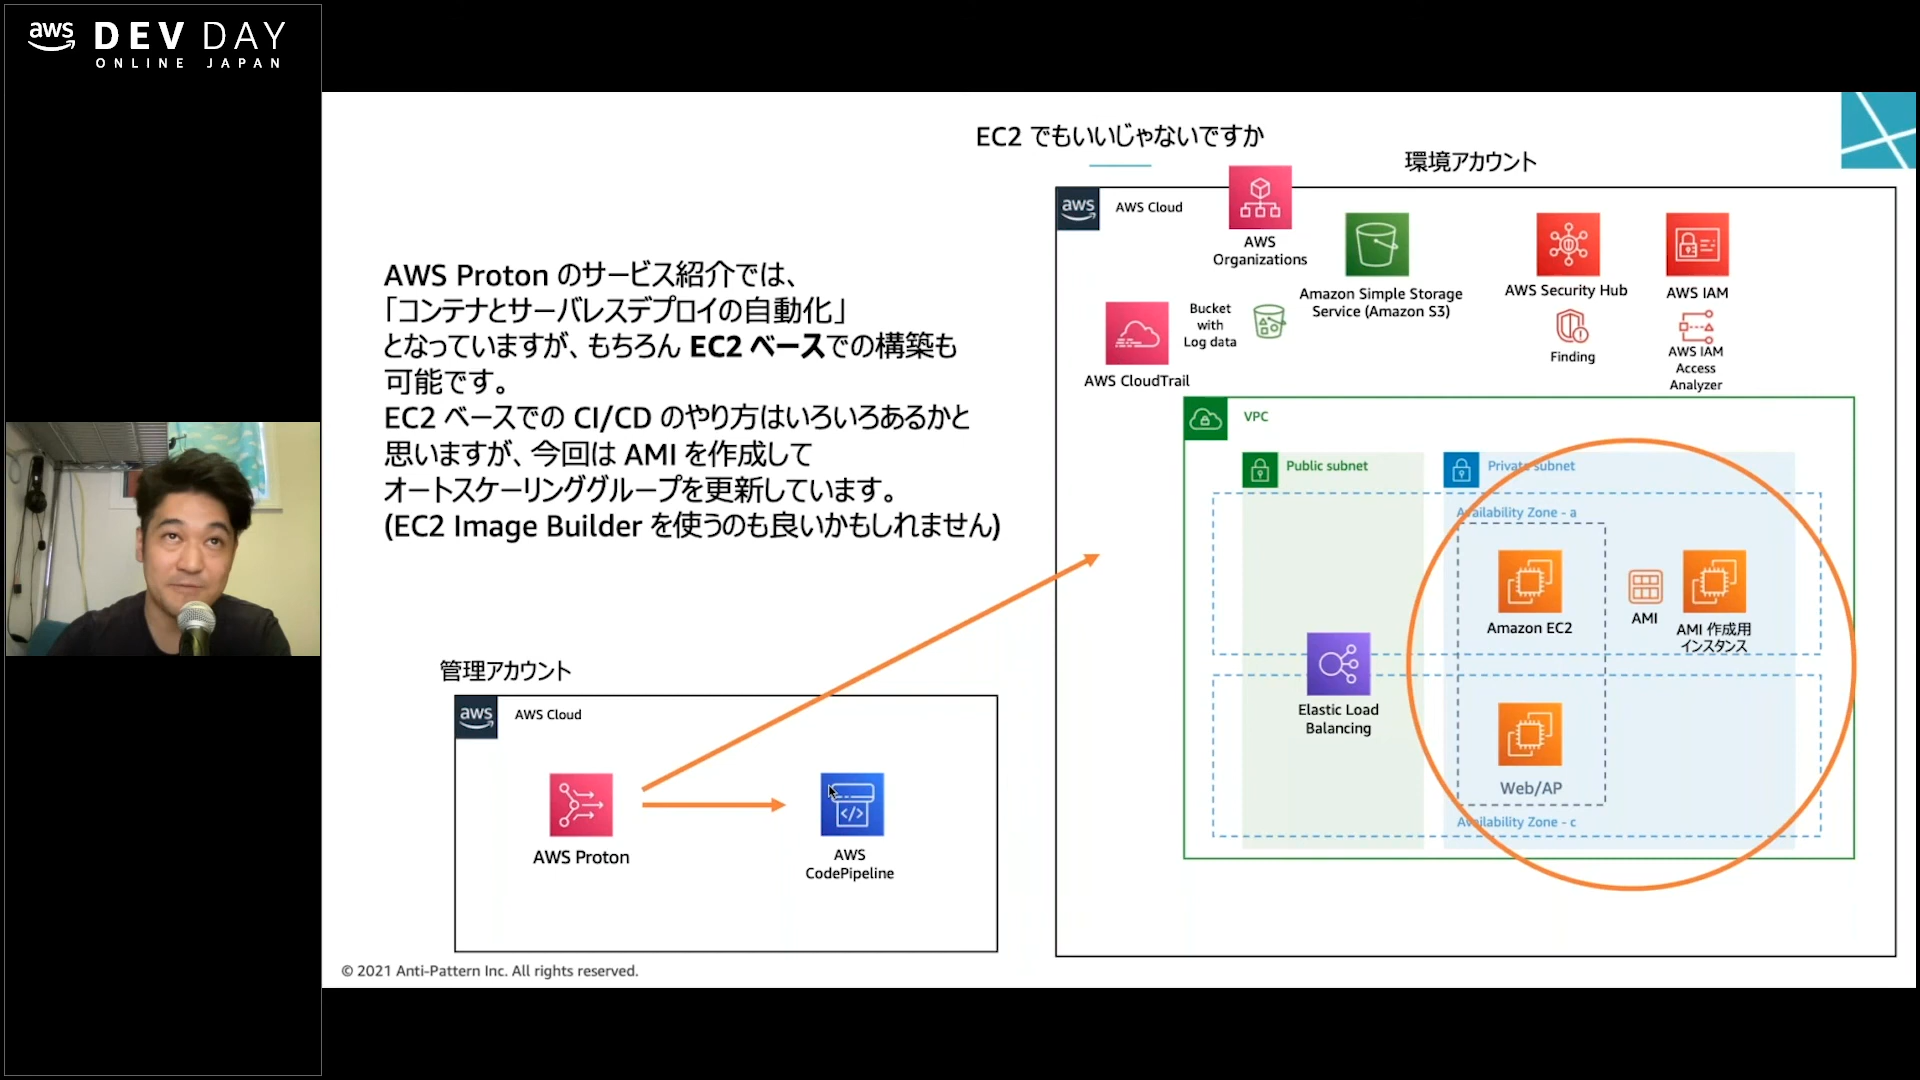 aws DEV DAY
ONLINE JAPAN
EC2 でもいいじゃないですか
AWS Proton のサービス紹介では、
「コンテナとサーバレスデプロイの自動化」
となっていますが、もちろん EC2 ベースでの構築も
可能です。
EC2 ベースでの CI/CD のやり方はいろいろあるかと
思いますが、今回は AMI を作成して
オートスケーリンググループを更新しています。
(EC2 Image Builder を使うのも良いかもしれません)
管理アカウント
aws
AWS Cloud
AWS Proton
AWS
CodePipeline
環境アカウント
aws
AWS Cloud
AWS
Organizations
Amazon Simple Storage
Service (Amazon S3)
AWS Security Hub
AWS IAM
AWS CloudTrail
Bucket
with
Log data
Finding
AWS IAM
Access
Analyzer
VPC
Public subnet
Private subnet
Availability Zone - a
Amazon EC2
AMI
AMI 作成用
インスタンス
Elastic Load
Balancing
Web/AP
Availability Zone - c
© 2021 Anti-Pattern Inc. All rights reserved.